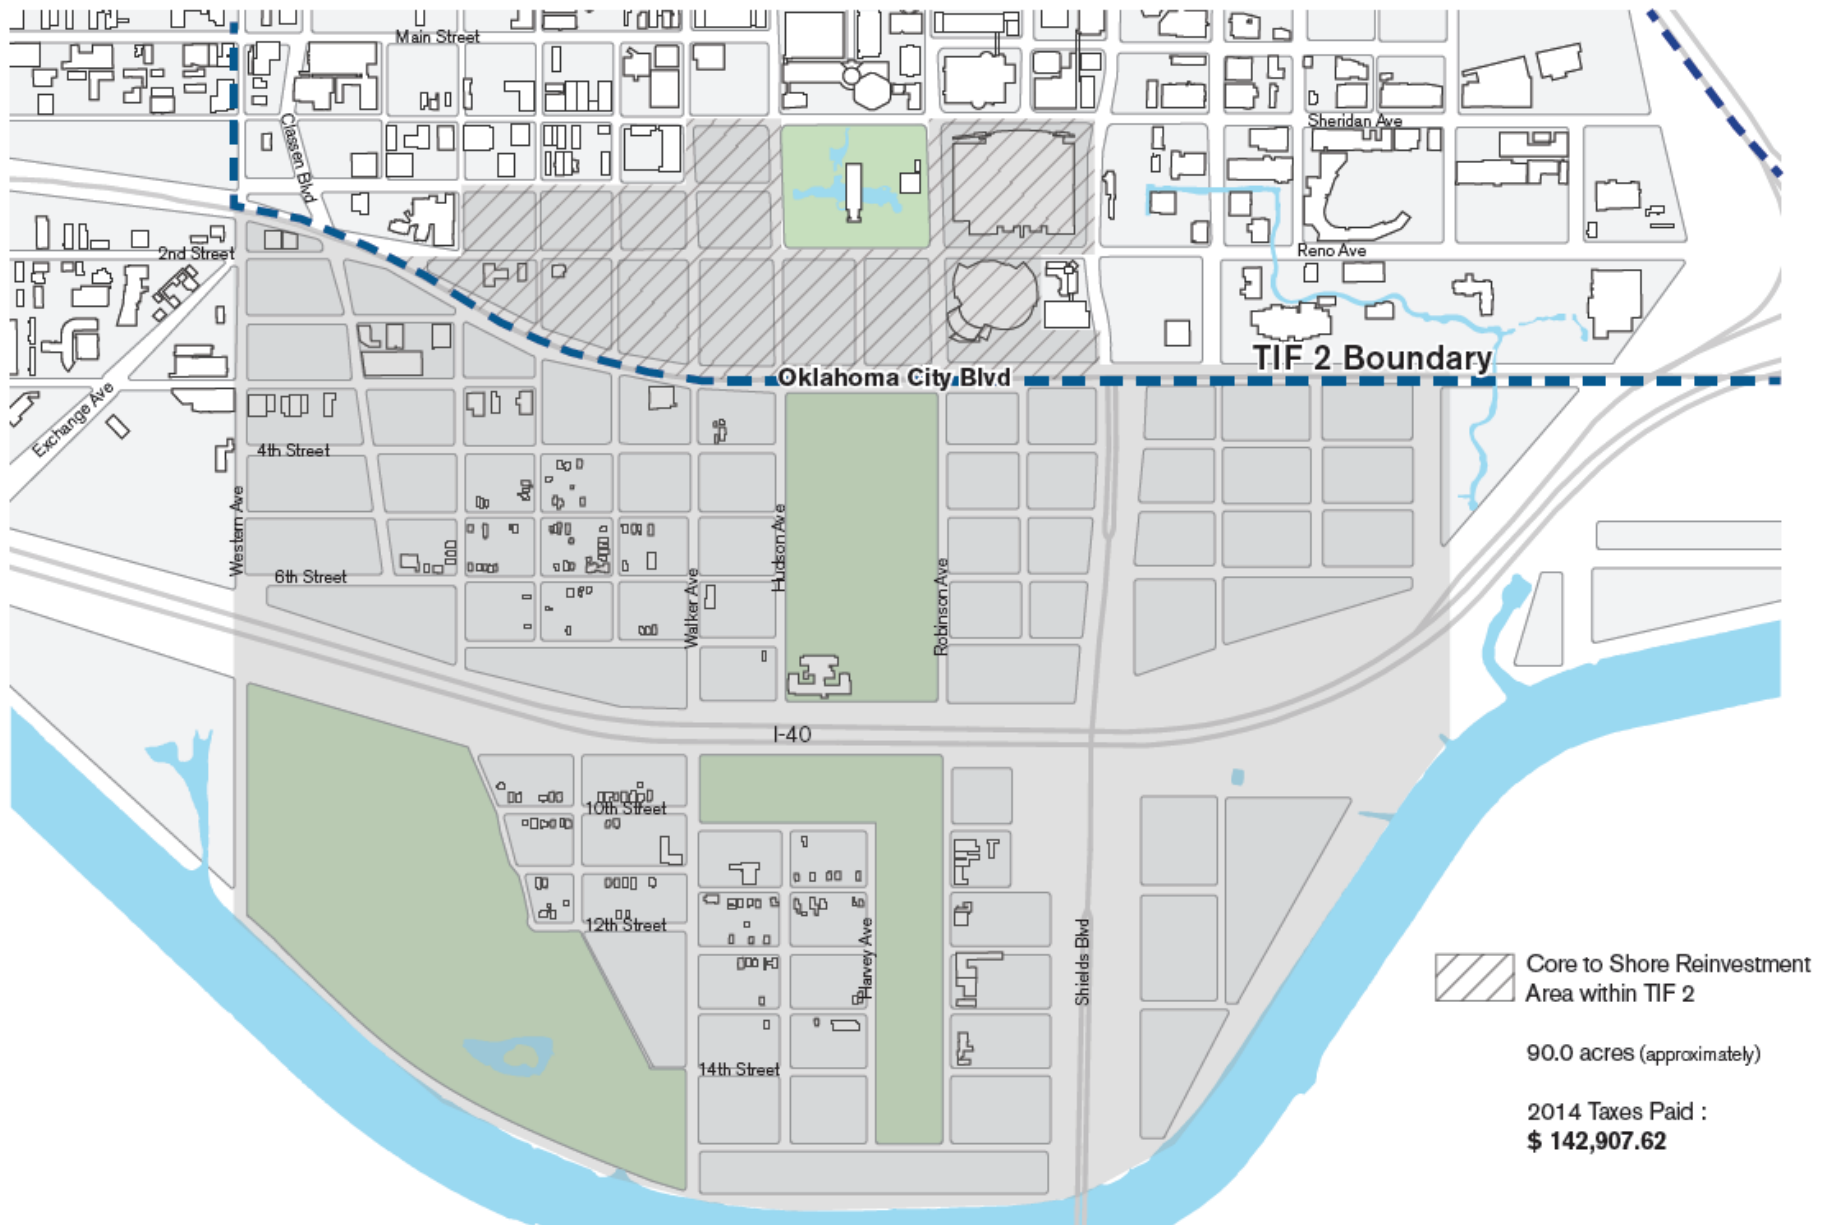 Main Street
Classen Blvd
Sheridan Ave
2nd Street
Reno Ave
TIF 2 Boundary
Oklahoma City Blvd
Exchange Ave
4th Street
Western Ave
Hudson Ave
6th Street
Walker Ave
Robinson Ave
I-40
10th Street
12th Street
Harvey Ave
Shields Blvd
14th Street
Core to Shore Reinvestment
Area within TIF 2
90.0 acres (approximately)
2014 Taxes Paid :
$ 142,907.62